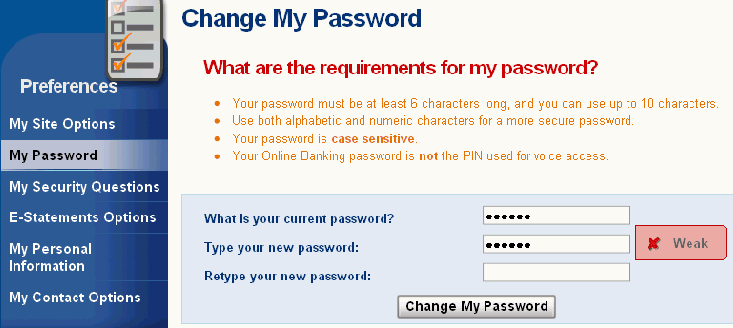 Change My Password
What are the requirements for my password?
Your password must be at least 6 characters long, and you can use up to 10 characters.
Use both alphabetic and numeric characters for a more secure password.
Your password is case sensitive.
Your Online Banking password is not the PIN used for voice access.
Preferences
My Site Options
My Password
My Security Questions
E-Statements Options
My Personal
Information
My Contact Options
What is your current password?
••••••
Type your new password:
••••••
Weak
Retype your new password:
Change My Password